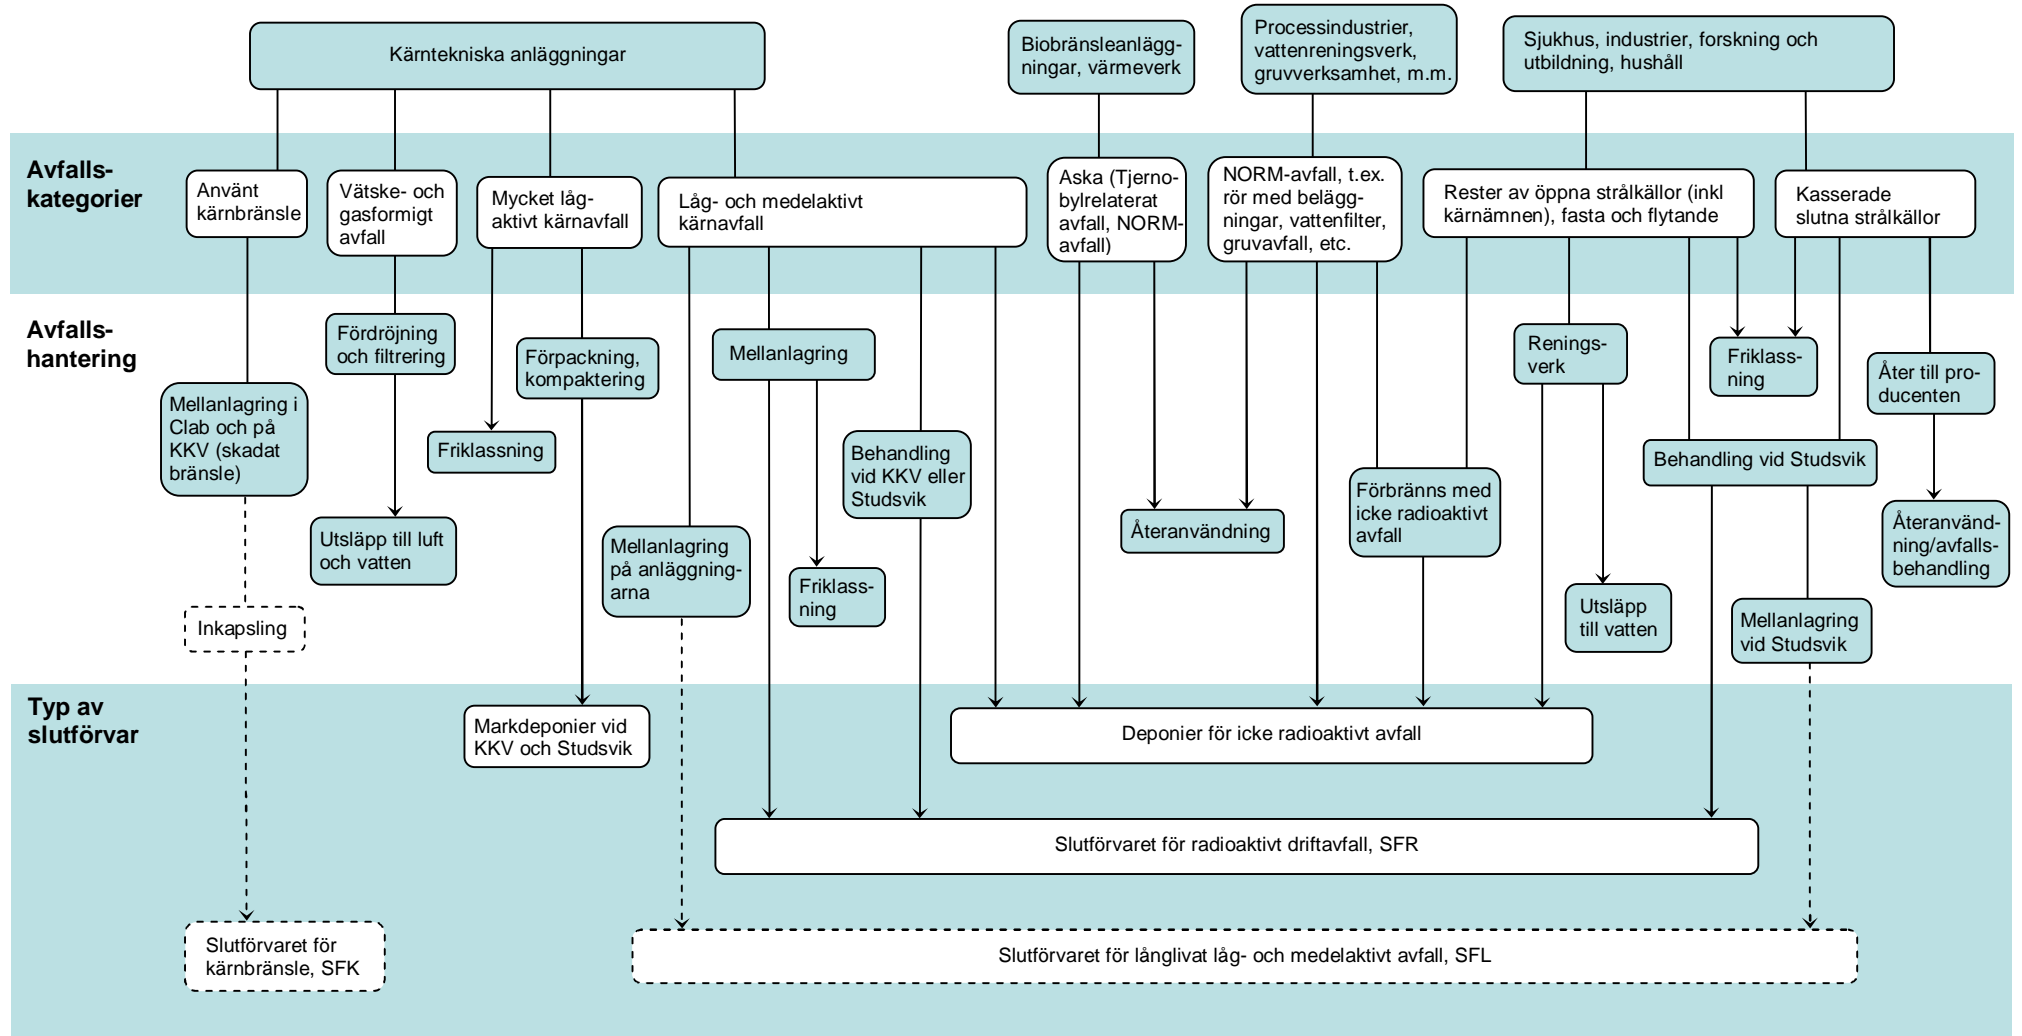 Kärntekniska anläggningar
Biobränsleanlägg-
ningar, värmeverk
Processindustrier,
vattenreningsverk,
gruvverksamhet, m.m.
Sjukhus, industrier, forskning och
utbildning, hushåll
Avfalls-
kategorier
Använt
kärnbränsle
Vätske- och
gasformigt
avfall
Mycket låg-
aktivt kärnavfall
Låg- och medelaktivt
kärnavfall
Aska (Tjerno-
bylrelaterat
avfall, NORM-
avfall)
NORM-avfall, t.ex.
rör med belägg-
ningar, vattenfilter,
gruvavfall, etc.
Rester av öppna strålkällor (inkl
kärnämnen), fasta och flytande
Kasserade
slutna strålkällor
Avfalls-
hantering
Mellanlagring i
Clab och på
KKV (skadat
bränsle)
Fördröjning
och filtrering
Förpackning,
kompaktering
Mellanlagring
Renings-
verk
Friklass-
ning
Åter till pro-
ducenten
Friklassning
Behandling
vid KKV eller
Studsvik
Behandling vid Studsvik
Utsläpp till luft
och vatten
Mellanlagring
på anläggning-
arna
Friklass-
ning
Återanvändning
Förbränns med
icke radioaktivt
avfall
Återanvänd-
ning/avfalls-
behandling
Inkapsling
Utsläpp
till vatten
Mellanlagring
vid Studsvik
Typ av
slutförvar
Markdeponier vid
KKV och Studsvik
Deponier för icke radioaktivt avfall
Slutförvaret för radioaktivt driftavfall, SFR
Slutförvaret för
kärnbränsle, SFK
Slutförvaret för långlivat låg- och medelaktivt avfall, SFL